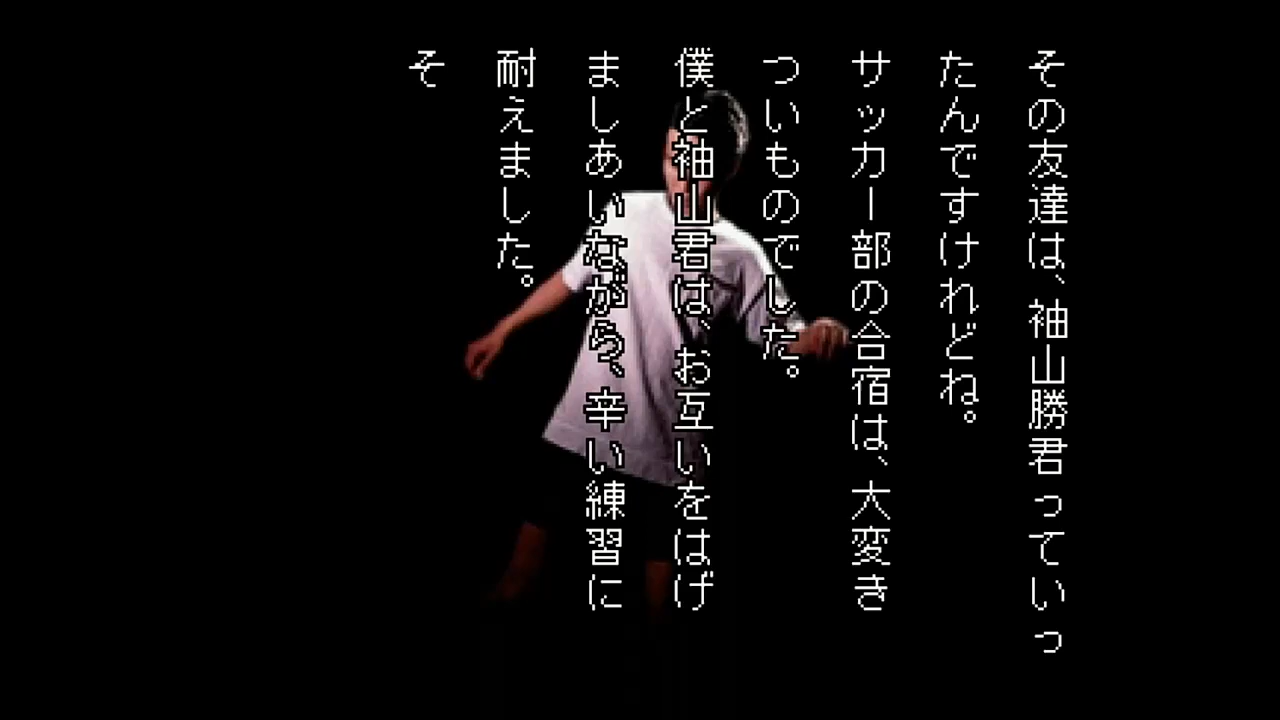 その友達は、袖山勝君っていっ
たんですけれどね。
サッカー部の合宿は、大変き
ついものでした。
僕と袖山君は、お互いをはげ
ましあいながら、辛い練習に
耐えました。
そ